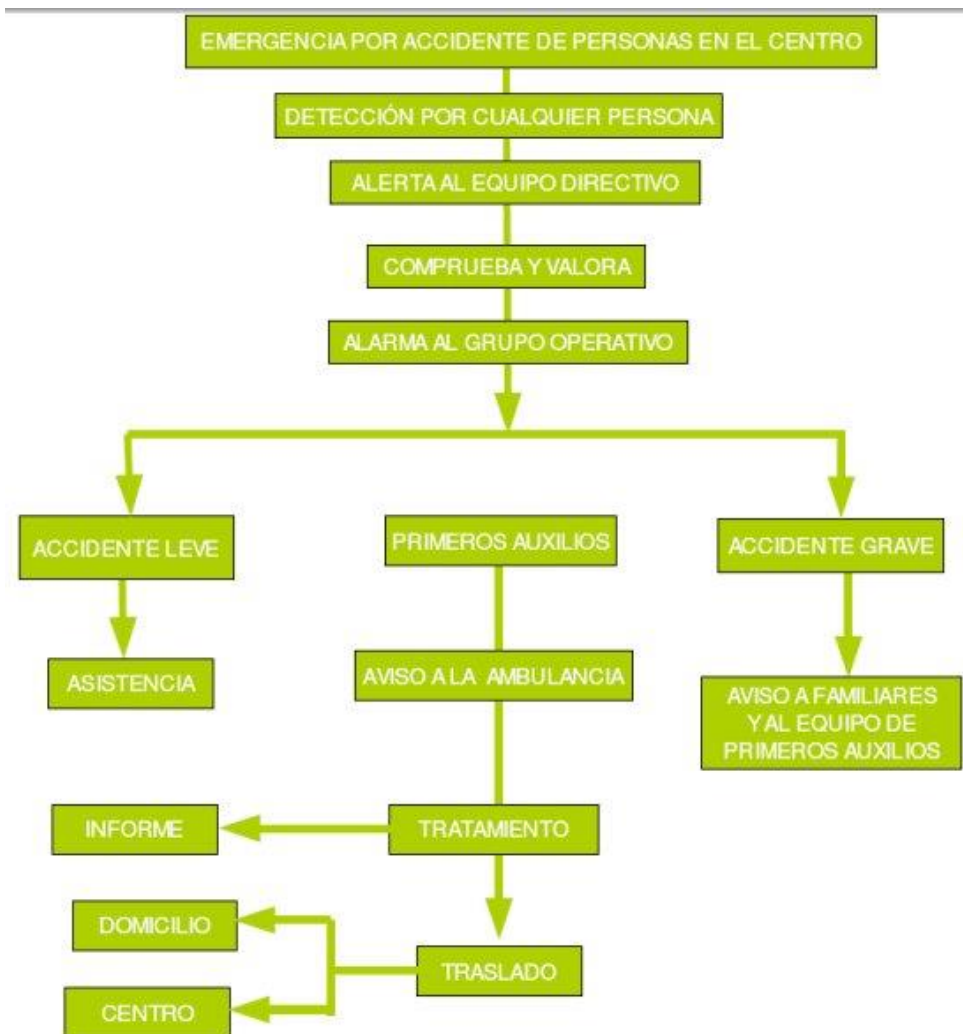 EMERGENCIA POR ACCIDENTE DE PERSONAS EN EL CENTRO
DETECCIÓN POR CUALQUIER PERSONA
ALERTA AL EQUIPO DIRECTIVO
COMPRUEBA Y VALORA
ALARMA AL GRUPO OPERATIVO
ACCIDENTE LEVE
PRIMEROS AUXILIOS
ACCIDENTE GRAVE
ASISTENCIA
AVISO A LA AMBULANCIA
AVISO A FAMILIARES
Y AL EQUIPO DE
PRIMEROS AUXILIOS
INFORME
TRATAMIENTO
DOMICILIO
TRASLADO
CENTRO